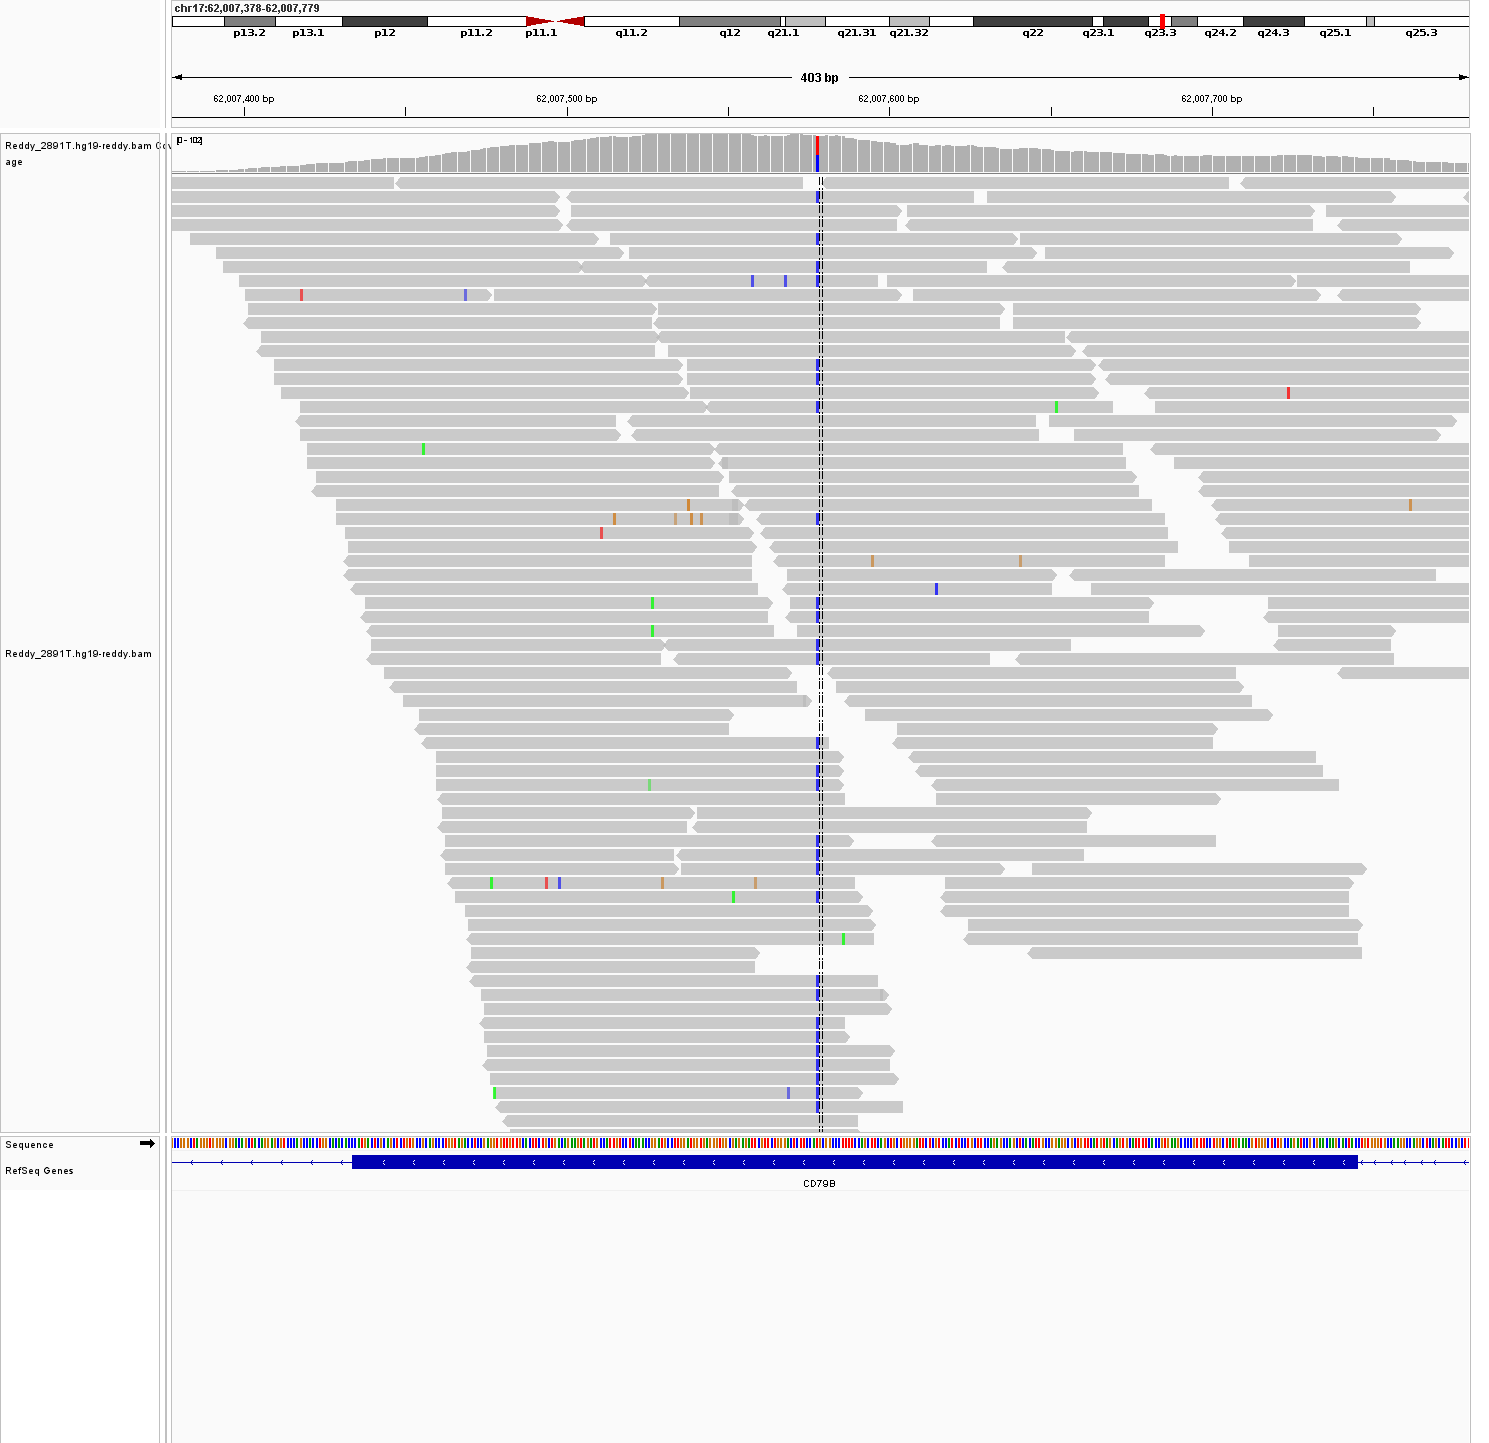 chr17:62,007,378-62,007,779
p13.2 p13.1 p12 p11.2 p11.1 q11.2 q12 q21.1 q21.31 q21.32 q22 q23.1 q23.3 q24.2 q24.3 q25.1 q25.3
403 bp
62,007,400 bp 62,007,500 bp 62,007,600 bp 62,007,700 bp
Reddy_2891T.hg19-reddy.bam Cov
age
[0 - 102]
Reddy_2891T.hg19-reddy.bam
Sequence
RefSeq Genes
CD79B